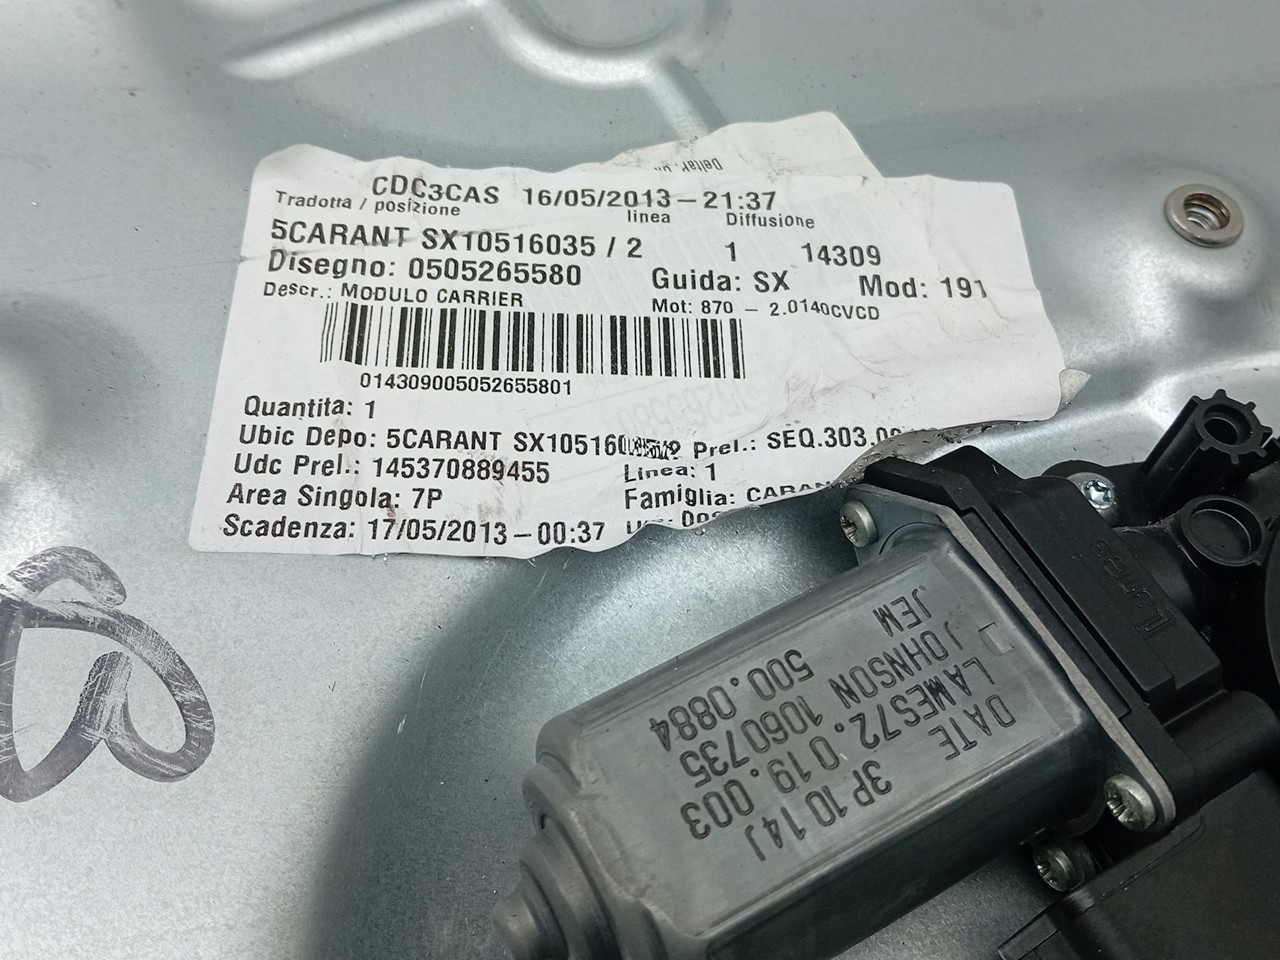 CDC3CAS 16/05/2013-21:37
Tradotta / posizione linea Diffusione
5CARANT SX10516035 / 2 1 14309
Disegno: 0505265580 Guida: SX Mod: 191
Descr.: MODULO CARRIER Mot: 870 - 2.0140CVCD
014309005052655801
Quantita: 1
Ubic Depo: 5CARANT Prel.: SEQ.303.
Udc Prel.: 145370889455 Linea: 1
Area Singola: 7P Famiglia: CARAN
Scadenza: 17/05/2013-00:37
DATE 3P1014J
LAMES72.019.003
JOHNSON 1060735
JEM 500.0884
Lames